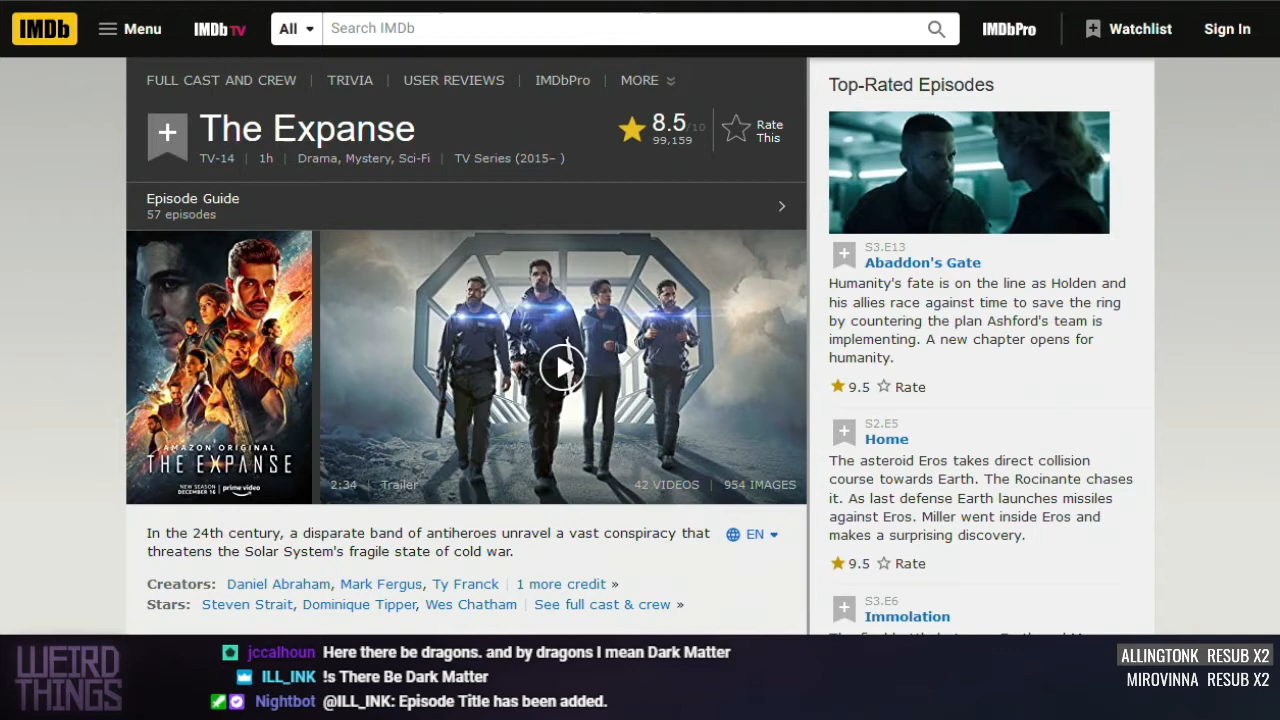 IMDb
Menu
IMDb TV
All
Search IMDb
IMDbPro
Watchlist
Sign In
FULL CAST AND CREW | TRIVIA | USER REVIEWS | IMDbPro | MORE
The Expanse
8.5/10
99,159
Rate This
TV-14 | 1h | Drama, Mystery, Sci-Fi | TV Series (2015– )
Episode Guide
57 episodes
AMAZON ORIGINAL
THE EXPANSE
NEW SEASON
DECEMBER 16 | prime video
2:34 | Trailer
42 VIDEOS | 954 IMAGES
In the 24th century, a disparate band of antiheroes unravel a vast conspiracy that
threatens the Solar System's fragile state of cold war.
EN
Creators: Daniel Abraham, Mark Fergus, Ty Franck | 1 more credit »
Stars: Steven Strait, Dominique Tipper, Wes Chatham | See full cast & crew »
Top-Rated Episodes
S3.E13
Abaddon's Gate
Humanity's fate is on the line as Holden and
his allies race against time to save the ring
by countering the plan Ashford's team is
implementing. A new chapter opens for
humanity.
9.5 Rate
S2.E5
Home
The asteroid Eros takes direct collision
course towards Earth. The Rocinante chases
it. As last defense Earth launches missiles
against Eros. Miller went inside Eros and
makes a surprising discovery.
9.5 Rate
S3.E6
Immolation
WEIRD
THINGS
jccalhoun Here there be dragons. and by dragons I mean Dark Matter
ILL_INK !s There Be Dark Matter
Nightbot @ILL_INK: Episode Title has been added.
ALLINGTONK RESUB X2
MIROVINNA RESUB X2